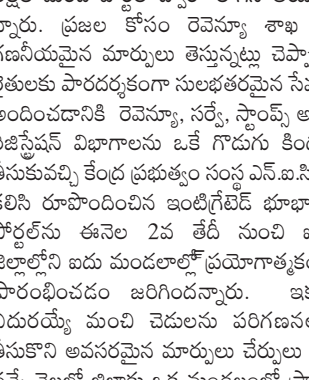 న్నారు. ప్రజల కోసం రెవెన్యూ శాఖ
గణనీయమైన మార్పులు తెస్తున్నట్లు చెప్పా
రైతులకు పారదర్శకంగా సులభతరమైన సేవ
అందించడానికి రెవెన్యూ, సర్వే, స్టాంప్స్ అ
రిజిస్ట్రేషన్ విభాగాలను ఒకే గొడుగు కింద
తీసుకువచ్చి కేంద్ర ప్రభుత్వం సంస్థ ఎన్.ఐ.సి
కలిసి రూపొందించిన ఇంటిగ్రేటెడ్ భూభా
పోర్టల్‌ను ఈనెల 2వ తేదీ నుంచి ఐ
జిల్లాల్లోని ఐదు మండలాల్లో ప్రయోగాత్మకం
ప్రారంభించడం జరిగిందన్నారు. ఇక
ఎదురయ్యే మంచి చెడులను పరిగణన
తీసుకొని అవసరమైన మార్పులు చేర్పులు